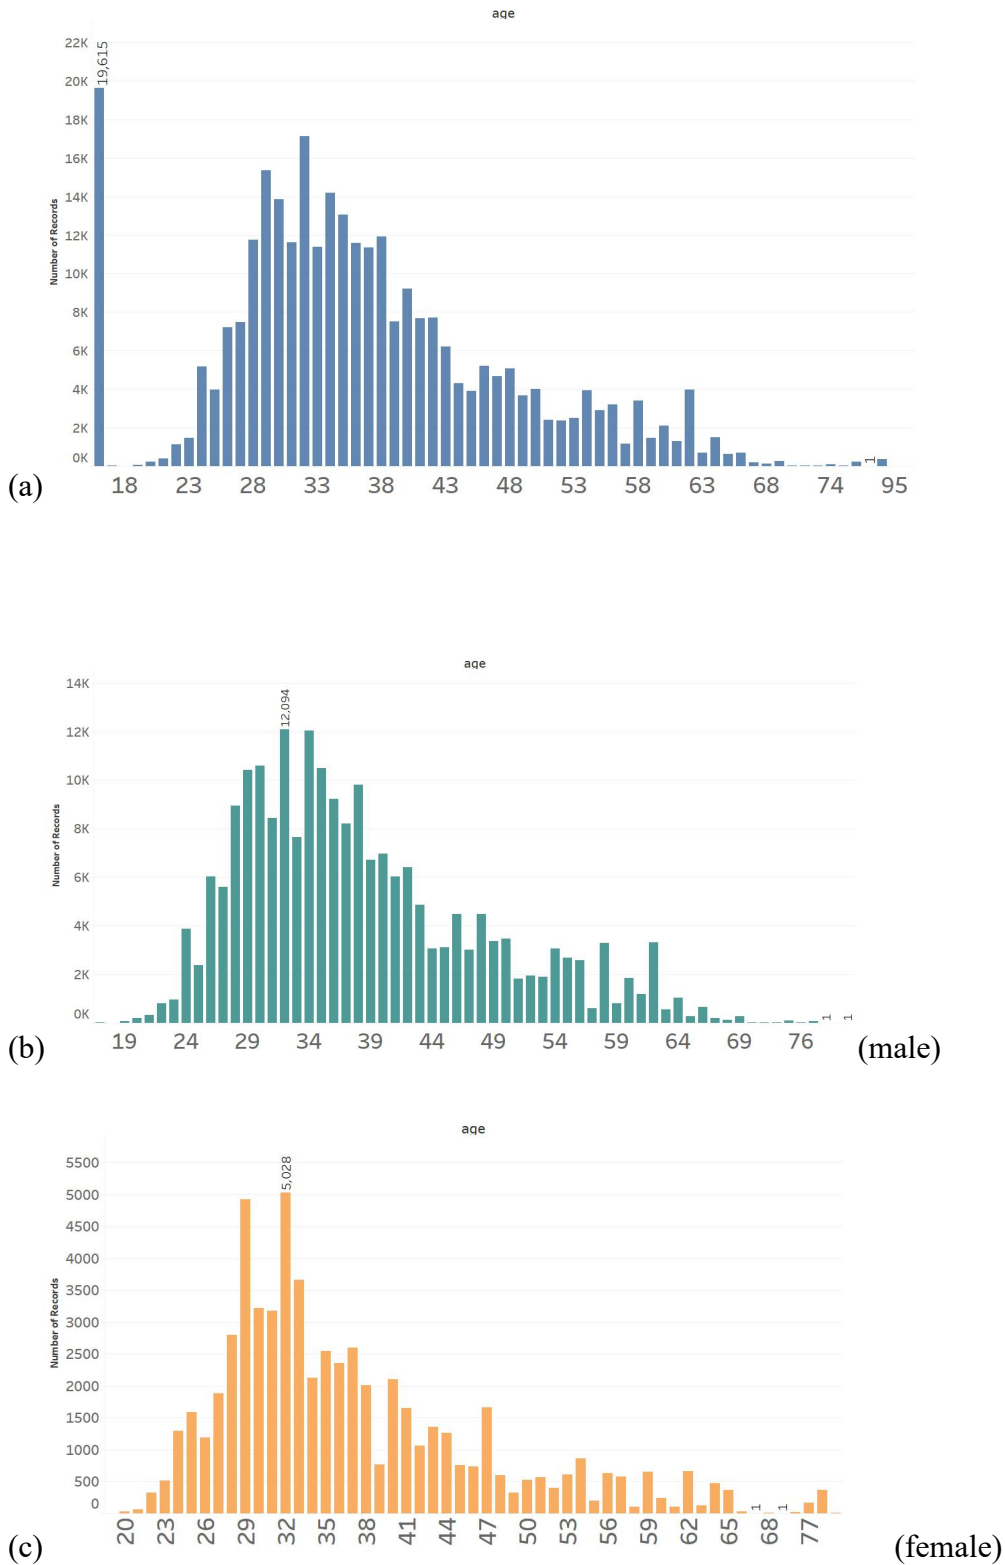 age
22K
19,615
20K
18K
16K
14K
12K
10K
8K
6K
4K
2K
0K
1
Number of Records
18 23 28 33 38 43 48 53 58 63 68 74 95
(a)
age
14K
12,094
12K
10K
8K
6K
4K
2K
0K
1 1
Number of Records
19 24 29 34 39 44 49 54 59 64 69 76
(b) (male)
age
5500
5,028
5000
4500
4000
3500
3000
2500
2000
1500
1000
500
0
1 1
Number of Records
20 23 26 29 32 35 38 41 44 47 50 53 56 59 62 65 68 77
(c) (female)